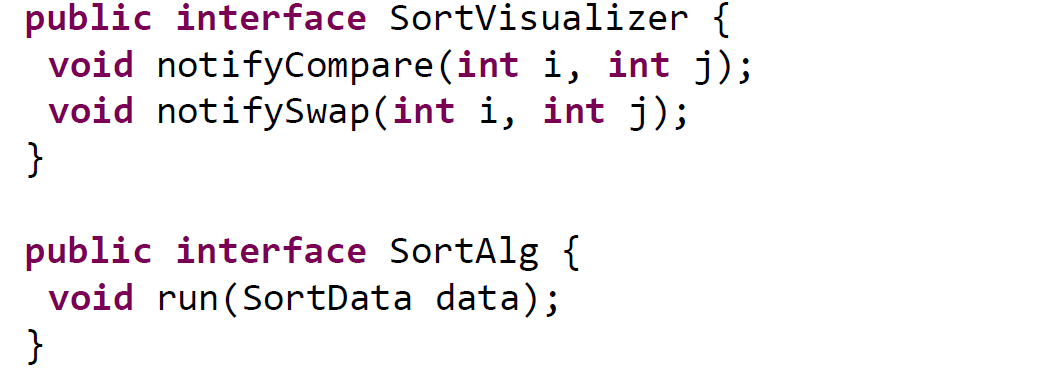 public interface SortVisualizer {
 void notifyCompare(int i, int j);
 void notifySwap(int i, int j);
}

public interface SortAlg {
 void run(SortData data);
}